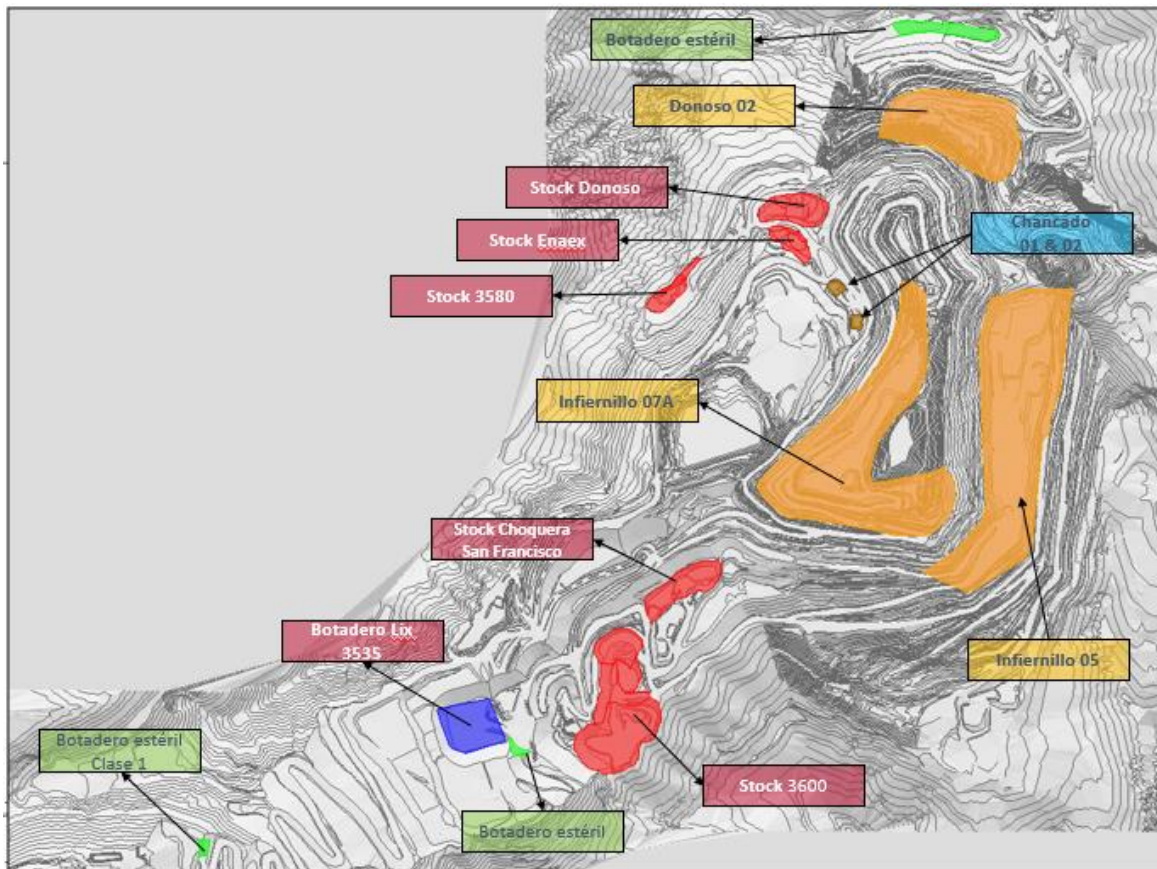 Botadero estéril
Donoso 02
Stock Donoso
Stock Enaex
Chancado
01 & 02
Stock 3580
Infiernillo 07A
Stock Choquera
San Francisco
Botadero Lix
3535
Infiernillo 05
Botadero estéril
Clase 1
Stock 3600
Botadero estéril